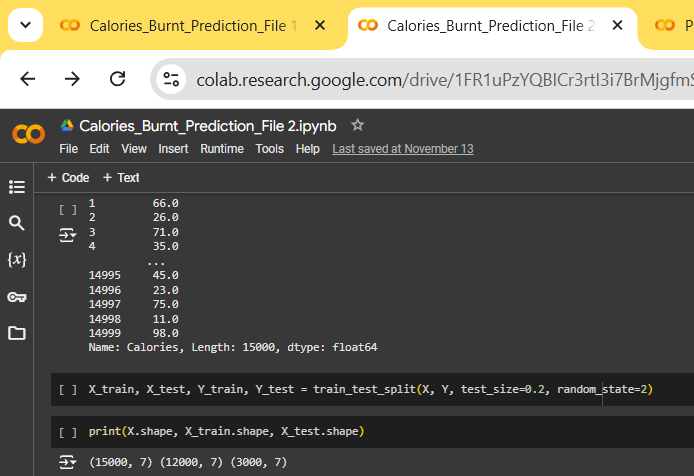 Calories_Burnt_Prediction_File 1
Calories_Burnt_Prediction_File 2
P
colab.research.google.com/drive/1FR1uPzYQBICr3rtI3i7BrMjgfmS
Calories_Burnt_Prediction_File 2.ipynb
File Edit View Insert Runtime Tools Help Last saved at November 13
+ Code + Text
[ ] 1 66.0
2 26.0
3 71.0
4 35.0
...
14995 45.0
14996 23.0
14997 75.0
14998 11.0
14999 98.0
Name: Calories, Length: 15000, dtype: float64
[ ] X_train, X_test, Y_train, Y_test = train_test_split(X, Y, test_size=0.2, random_state=2)
[ ] print(X.shape, X_train.shape, X_test.shape)
(15000, 7) (12000, 7) (3000, 7)
{x}